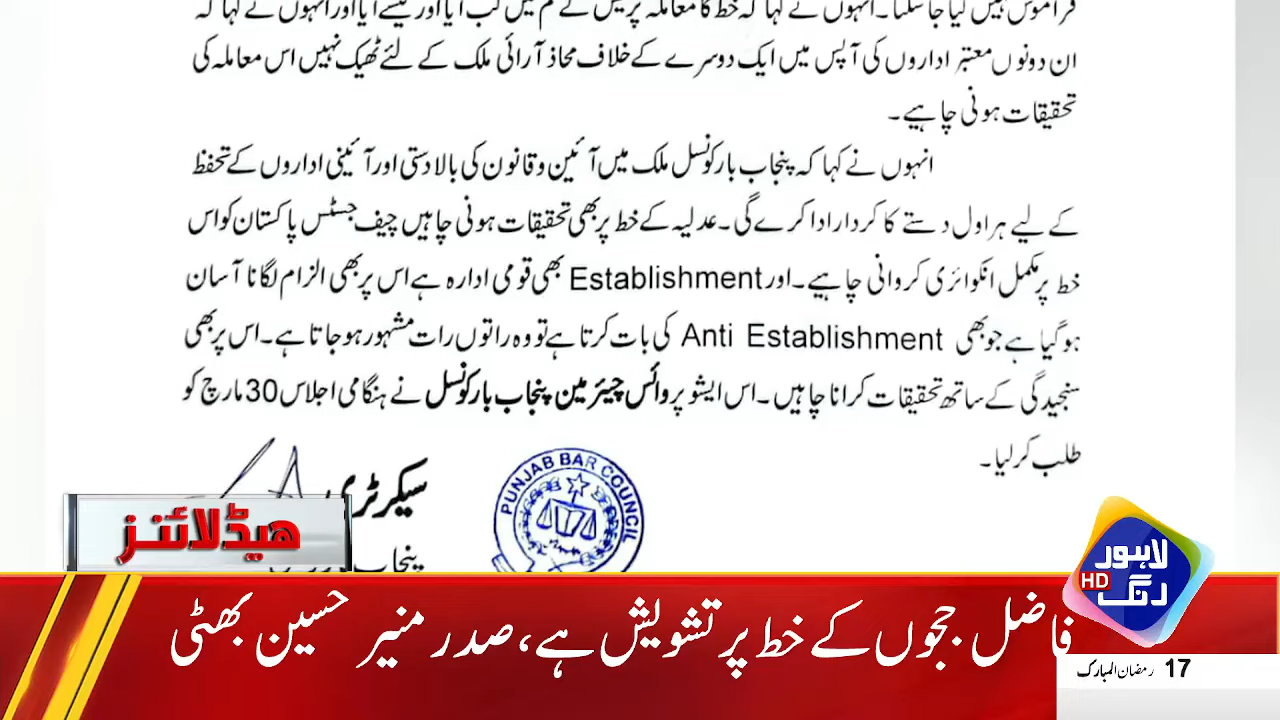 فراموش نہیں کیا جا سکتا۔ انہوں نے کہا کہ خط کا معاملہ پریس کے علم میں کب آیا اور کیسے آیا اور انہوں نے کہا کہ
ان دونوں معتبر اداروں کی آپس میں ایک دوسرے کے خلاف محاذ آرائی ملک کے لئے ٹھیک نہیں اس معاملہ کی
تحقیقات ہونی چاہیے۔
انہوں نے کہا کہ پنجاب بار کونسل ملک میں آئین و قانون کی بالا دستی اور آئینی اداروں کے تحفظ
کے لیے ہر اول دستے کا کردار ادا کرے گی۔ عدلیہ کے خط پر بھی تحقیقات ہونی چاہیں چیف جسٹس پاکستان کو اس
خط پر مکمل انکوائری کروانی چاہیے۔ اور Establishment بھی قومی ادارہ ہے اس پر بھی الزام لگانا آسان
ہو گیا ہے جو بھی Anti Establishment کی بات کرتا ہے تو وہ راتوں رات مشہور ہو جاتا ہے۔ اس پر بھی
سنجیدگی کے ساتھ تحقیقات کرانا چاہیں۔ اس ایشو پر وائس چیئرمین پنجاب بار کونسل نے ہنگامی اجلاس 30 مارچ کو
طلب کر لیا۔
سیکرٹری
پنجاب
PUNJAB BAR COUNCIL
ہیڈلائنز
لاہور
رنگ
HD
فاضل ججوں کے خط پر تشویش ہے، صدر منیر حسین بھٹی
17 رمضان المبارک